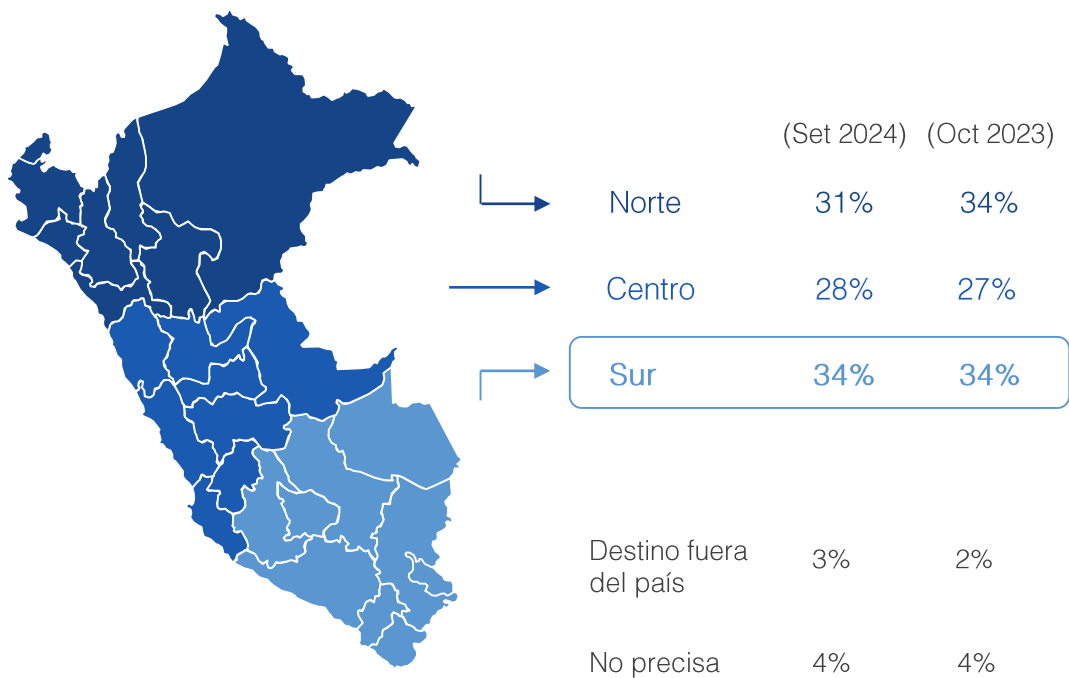 (Set 2024) (Oct 2023)
Norte 31% 34%
Centro 28% 27%
Sur 34% 34%
Destino fuera
del país 3% 2%
No precisa 4% 4%